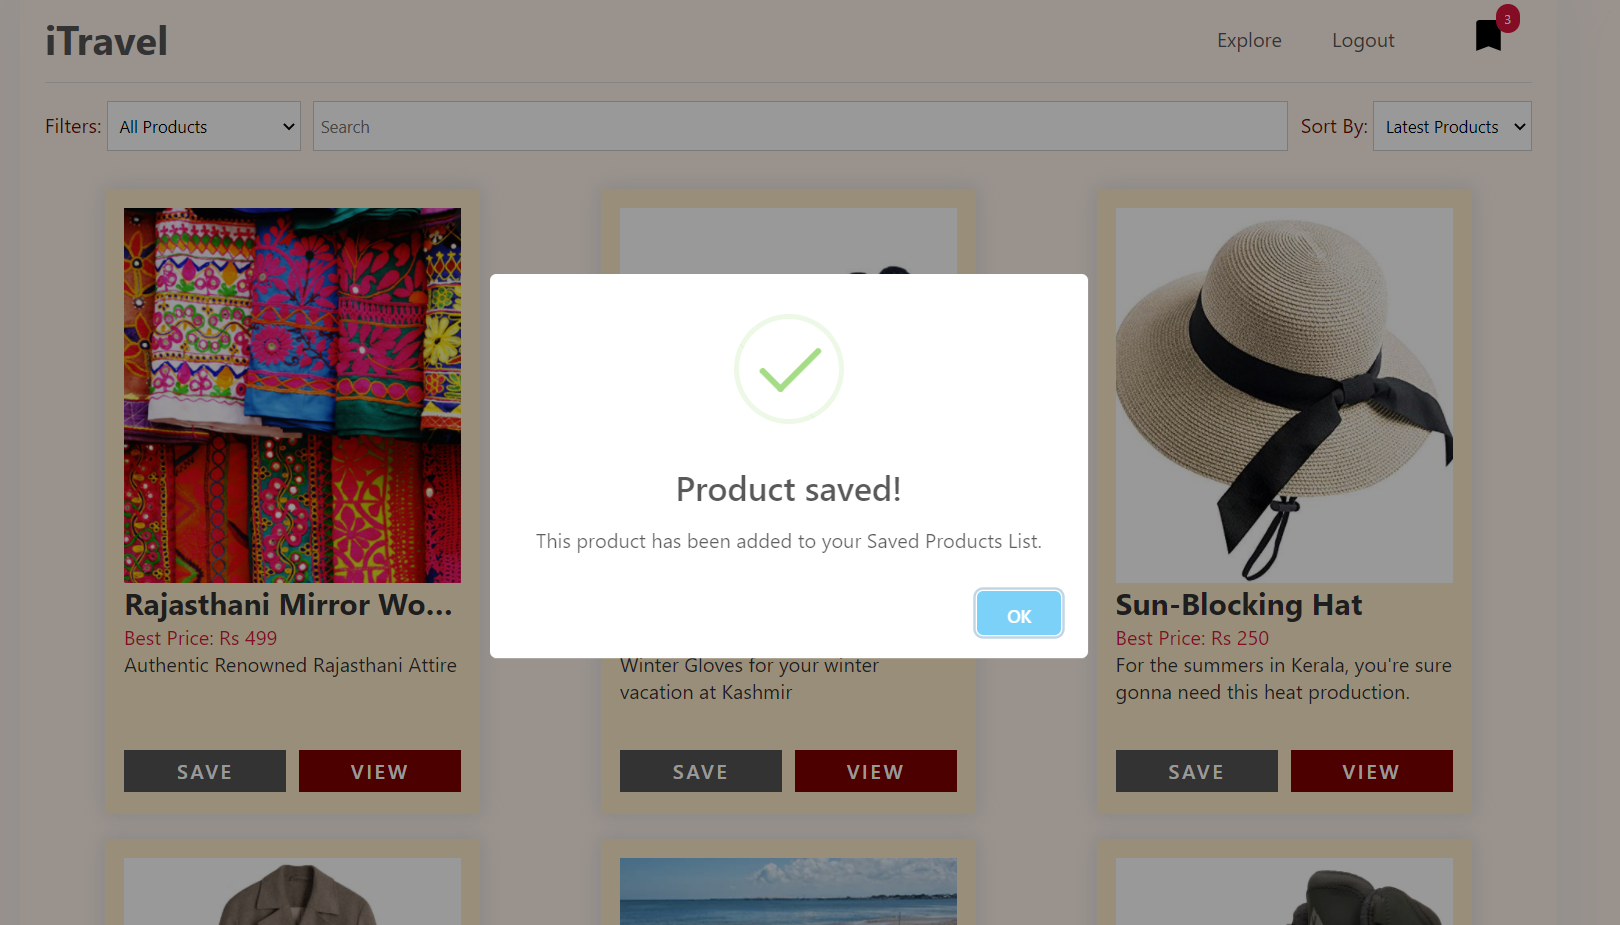 iTravel
Explore
Logout
3
Filters:
All Products
Search
Sort By:
Latest Products
Product saved!
This product has been added to your Saved Products List.
OK
Rajasthani Mirror Wo...
Best Price: Rs 499
Authentic Renowned Rajasthani Attire
SAVE
VIEW
Winter Gloves for your winter
vacation at Kashmir
SAVE
VIEW
Sun-Blocking Hat
Best Price: Rs 250
For the summers in Kerala, you're sure
gonna need this heat production.
SAVE
VIEW